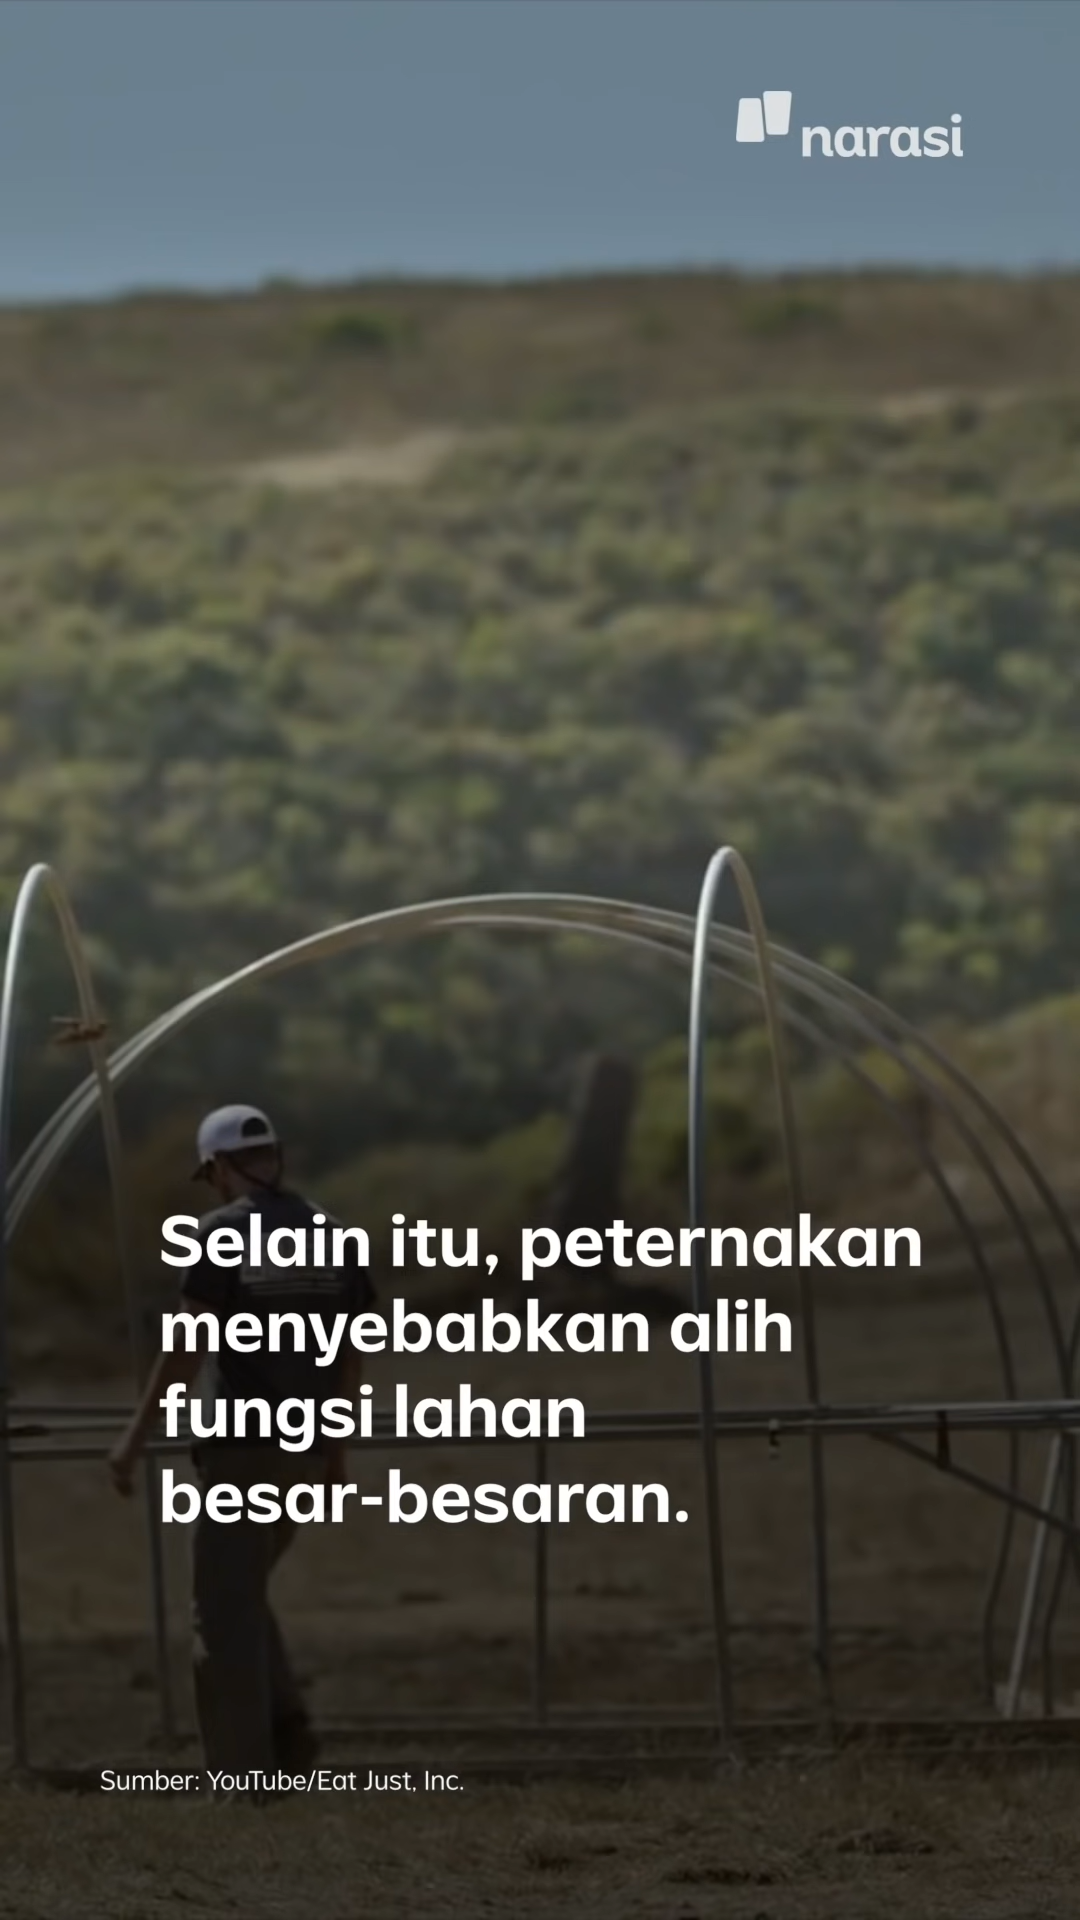 narasi
Selain itu, peternakan
menyebabkan alih
fungsi lahan
besar-besaran.
Sumber: YouTube/Eat Just, Inc.